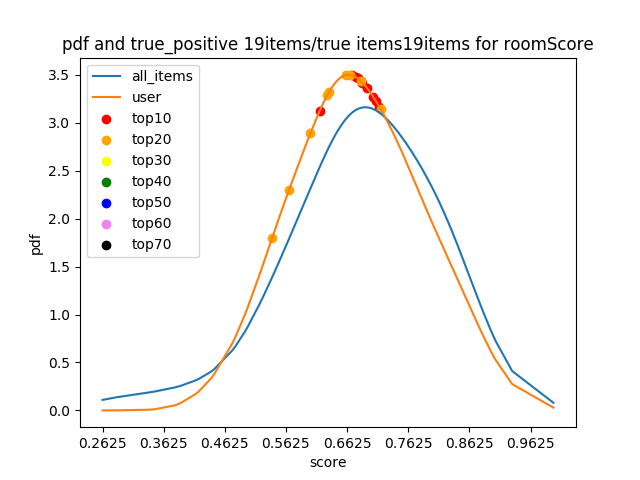 pdf and true_positive 19items/true items19items for roomScore
all_items
user
top10
top20
top30
top40
top50
top60
top70
pdf
3.5
3.0
2.5
2.0
1.5
1.0
0.5
0.0
0.2625 0.3625 0.4625 0.5625 0.6625 0.7625 0.8625 0.9625
score